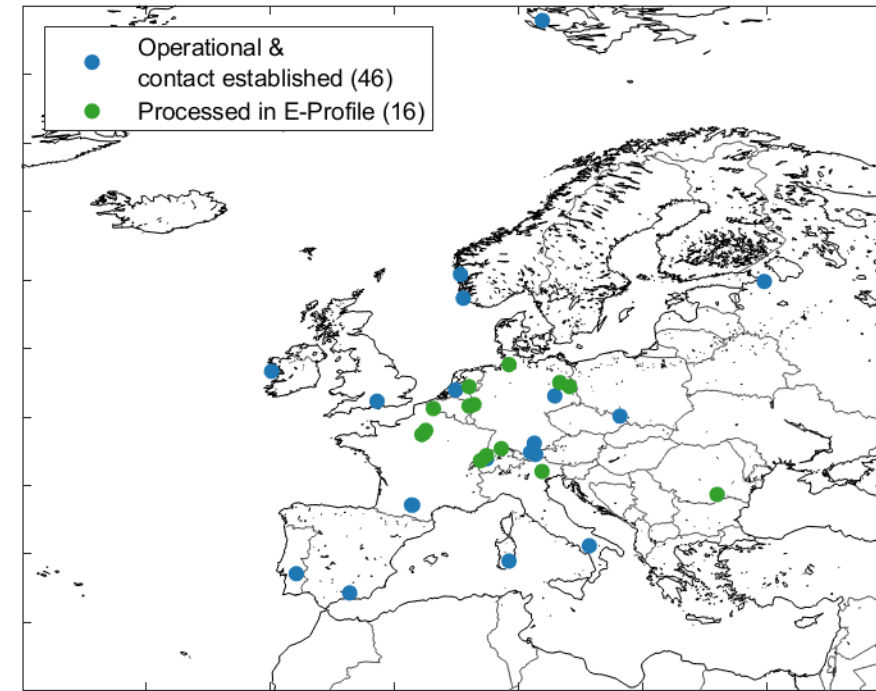 Operational &
contact established (46)
Processed in E-Profile (16)